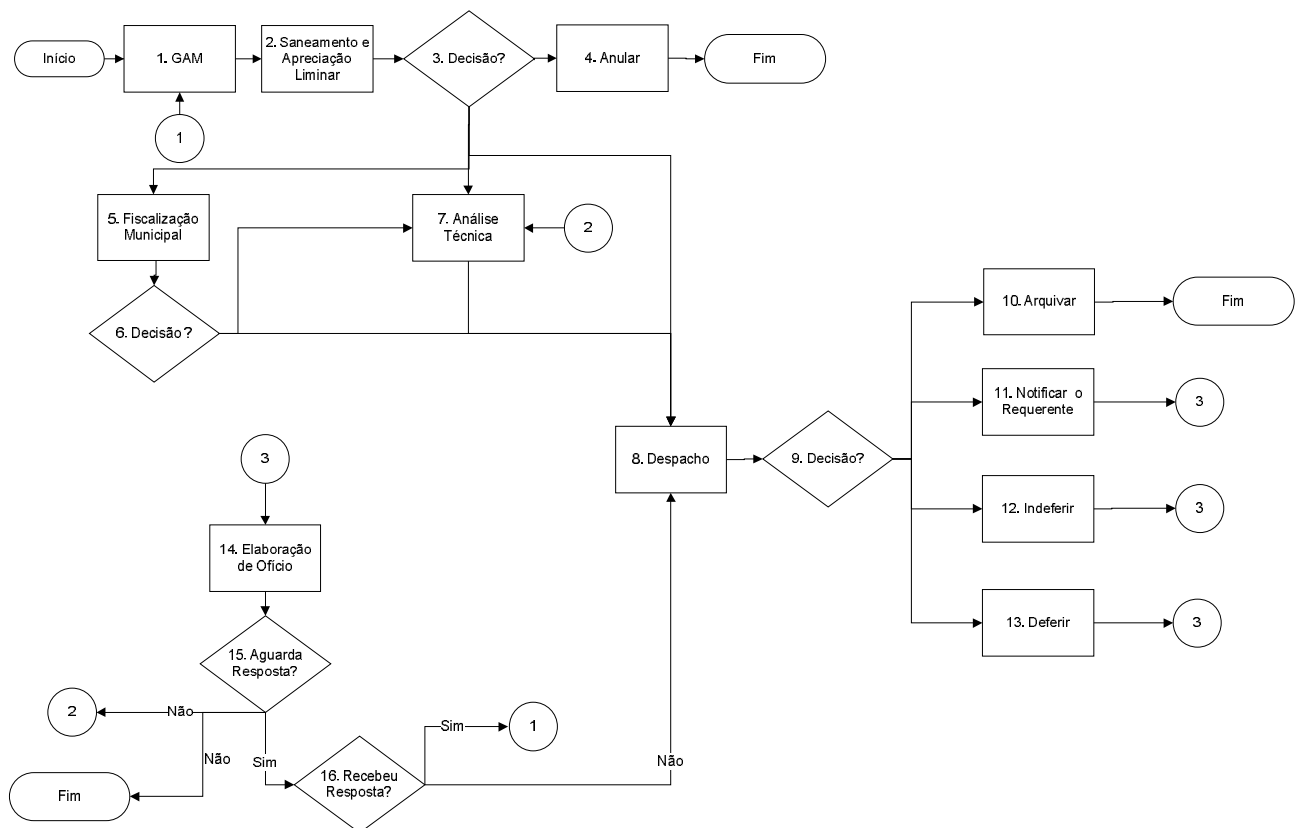 Início
1. GAM
2. Saneamento e
Apreciação
Liminar
3. Decisão?
4. Anular
Fim
1
5. Fiscalização
Municipal
7. Análise
Técnica
2
6. Decisão?
10. Arquivar
Fim
11. Notificar o
Requerente
3
8. Despacho
9. Decisão?
3
12. Indeferir
3
14. Elaboração
de Ofício
13. Deferir
3
15. Aguarda
Resposta?
2
Não
Não
Sim
Sim
1
Não
16. Recebeu
Resposta?
Fim